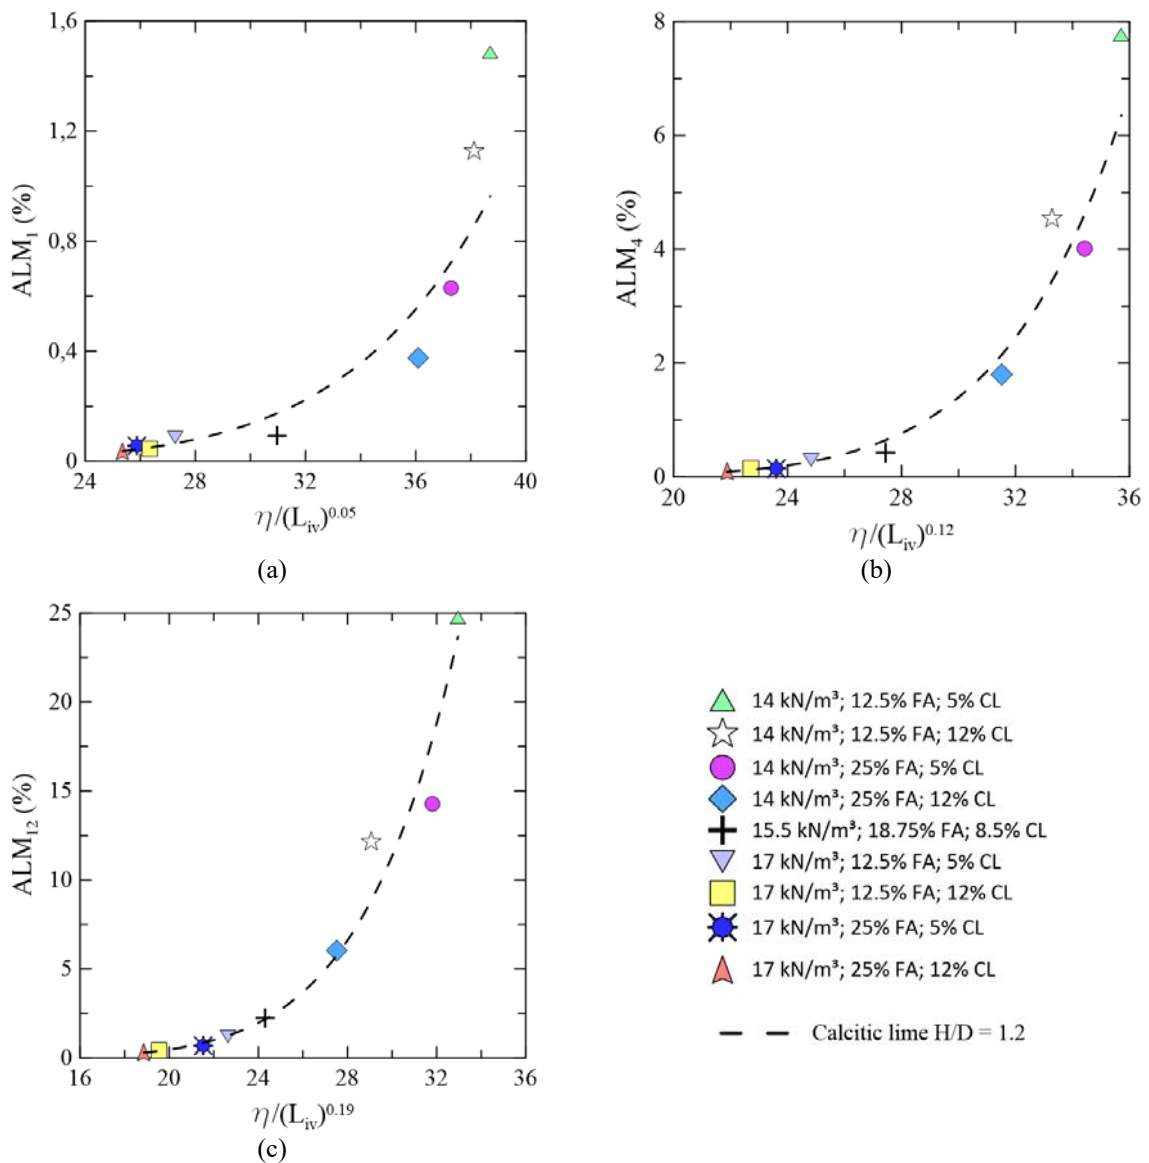 1,6
1,2
0,8
0,4
0
ALM₁ (%)
24 28 32 36 40
η/(L_iv)^0.05
(a)
8
6
4
2
0
ALM₄ (%)
20 24 28 32 36
η/(L_iv)^0.12
(b)
25
20
15
10
5
0
ALM₁₂ (%)
16 20 24 28 32 36
η/(L_iv)^0.19
(c)
14 kN/m³; 12.5% FA; 5% CL
14 kN/m³; 12.5% FA; 12% CL
14 kN/m³; 25% FA; 5% CL
14 kN/m³; 25% FA; 12% CL
15.5 kN/m³; 18.75% FA; 8.5% CL
17 kN/m³; 12.5% FA; 5% CL
17 kN/m³; 12.5% FA; 12% CL
17 kN/m³; 25% FA; 5% CL
17 kN/m³; 25% FA; 12% CL
Calcitic lime H/D = 1.2